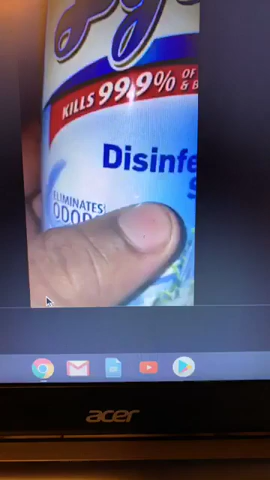 KILLS 99.9% OF
& B
Disinfe
S
ELIMINATES
ODOR
acer